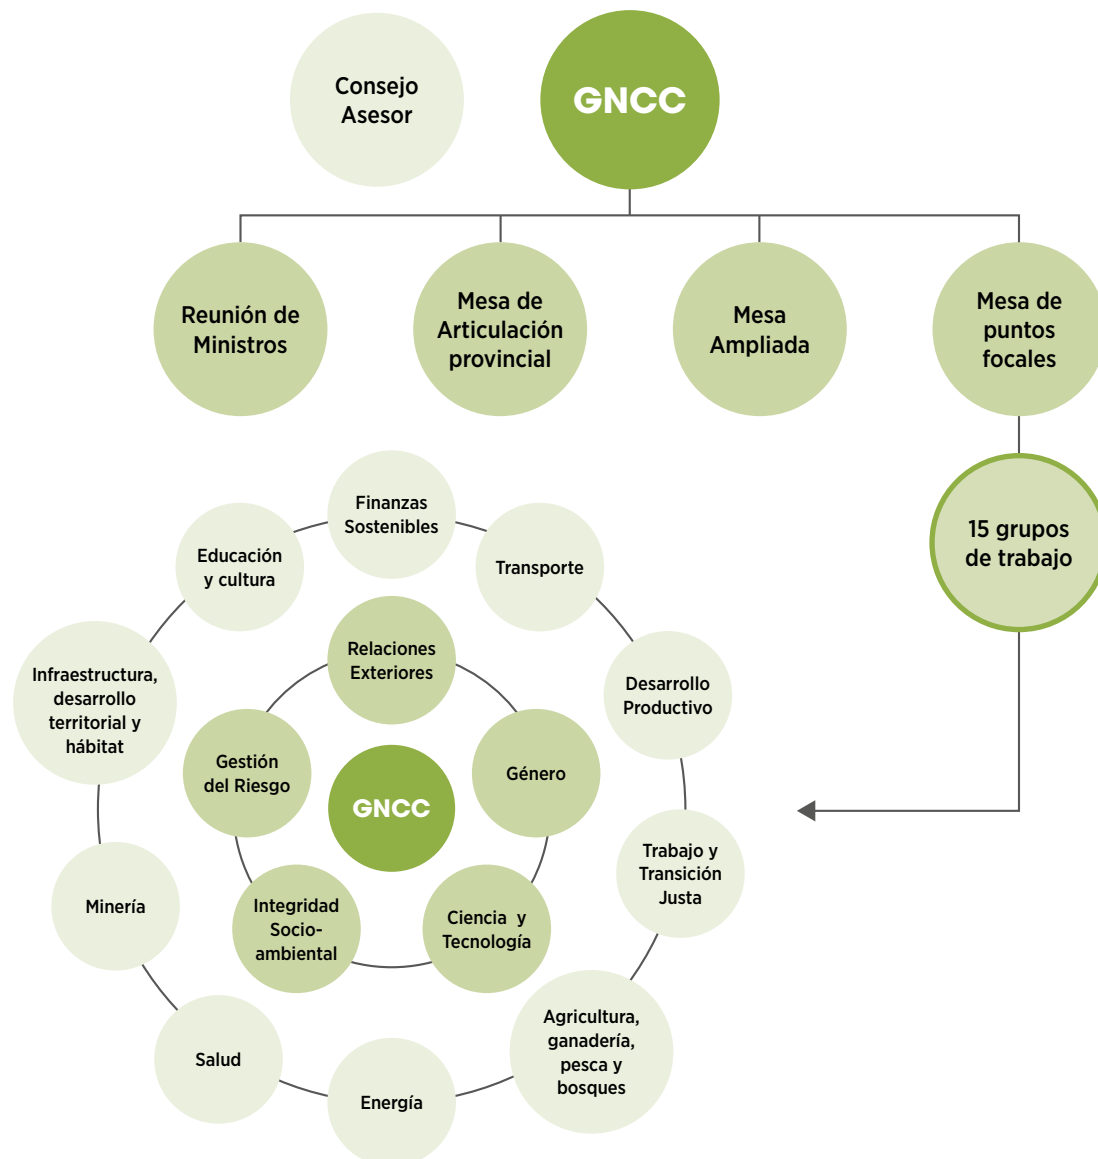 Consejo
Asesor
GNCC
Reunión de
Ministros
Mesa de
Articulación
provincial
Mesa
Ampliada
Mesa de
puntos
focales
15 grupos
de trabajo
Finanzas
Sostenibles
Educación
y cultura
Transporte
Infraestructura,
desarrollo
territorial y
hábitat
Relaciones
Exteriores
Desarrollo
Productivo
Gestión
del Riesgo
GNCC
Género
Trabajo y
Transición
Justa
Minería
Integridad
Socio-
ambiental
Ciencia y
Tecnología
Agricultura,
ganadería,
pesca y
bosques
Salud
Energía